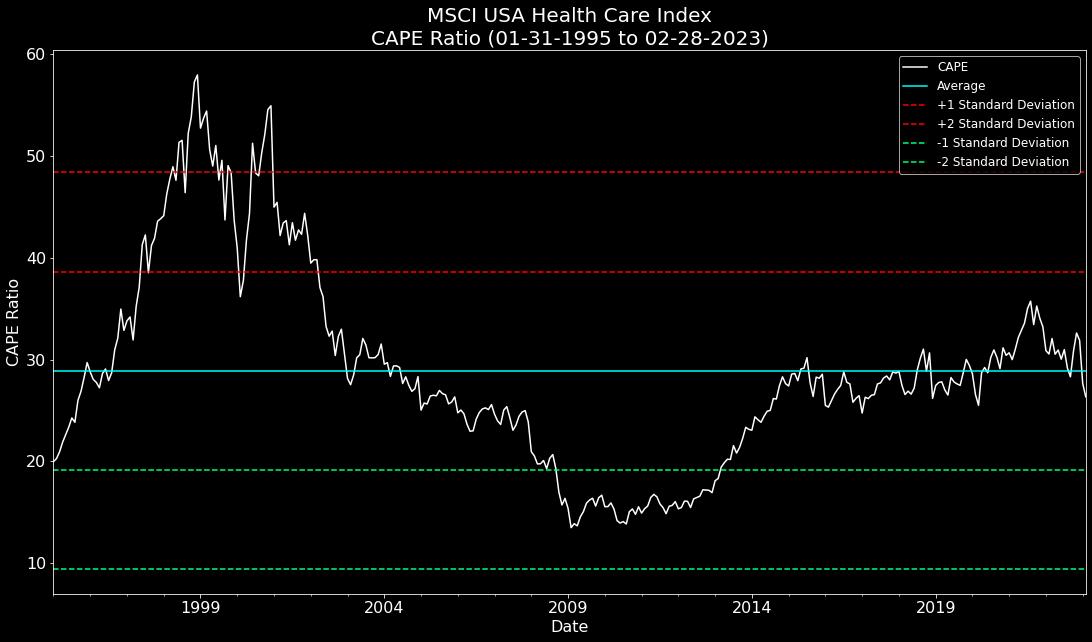 MSCI USA Health Care Index
CAPE Ratio (01-31-1995 to 02-28-2023)
CAPE
Average
+1 Standard Deviation
+2 Standard Deviation
-1 Standard Deviation
-2 Standard Deviation
CAPE Ratio
60
50
40
30
20
10
1999
2004
2009
2014
2019
Date